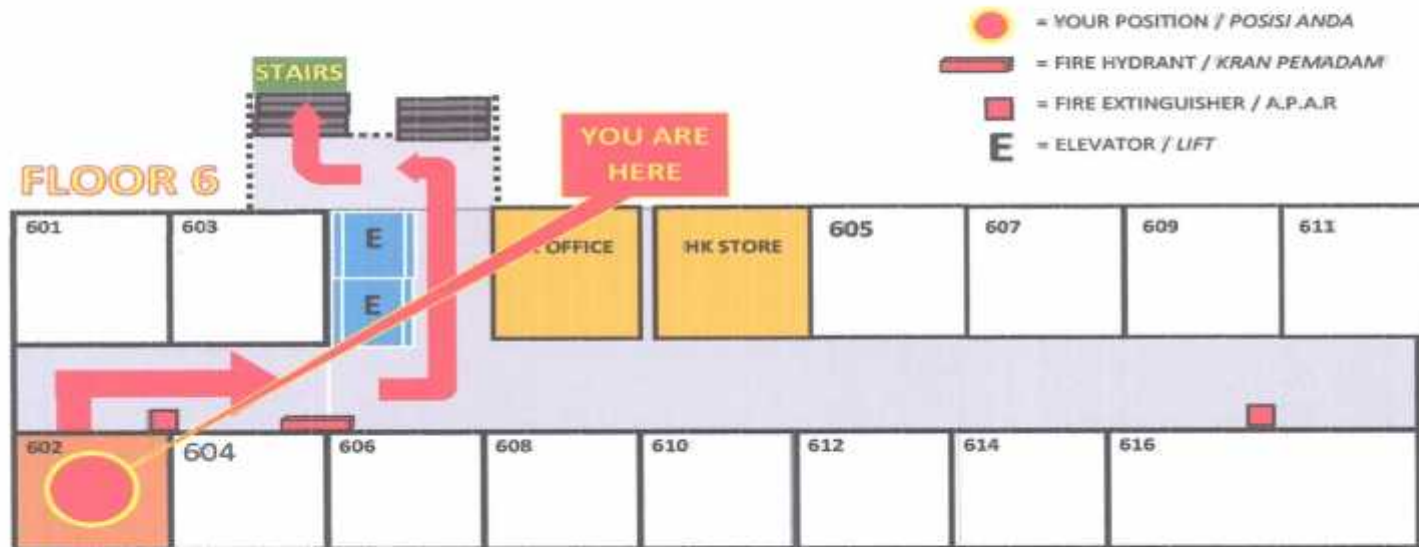 = YOUR POSITION / POSISI ANDA
= FIRE HYDRANT / KRAN PEMADAM
= FIRE EXTINGUISHER / A.P.A.R
E = ELEVATOR / LIFT
STAIRS
YOU ARE
HERE
FLOOR 6
601
603
E
E
OFFICE
HK STORE
605
607
609
611
602
604
606
608
610
612
614
616